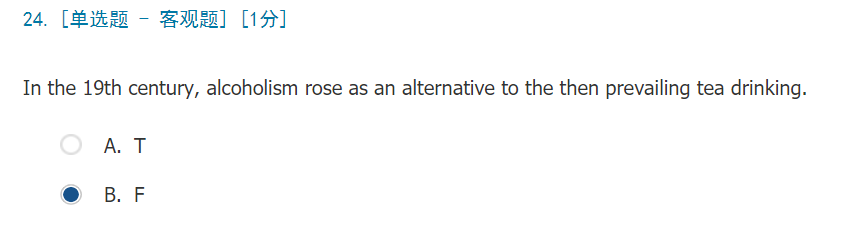 24. [单选题 - 客观题] [1分]
In the 19th century, alcoholism rose as an alternative to the then prevailing tea drinking.
A. T
B. F